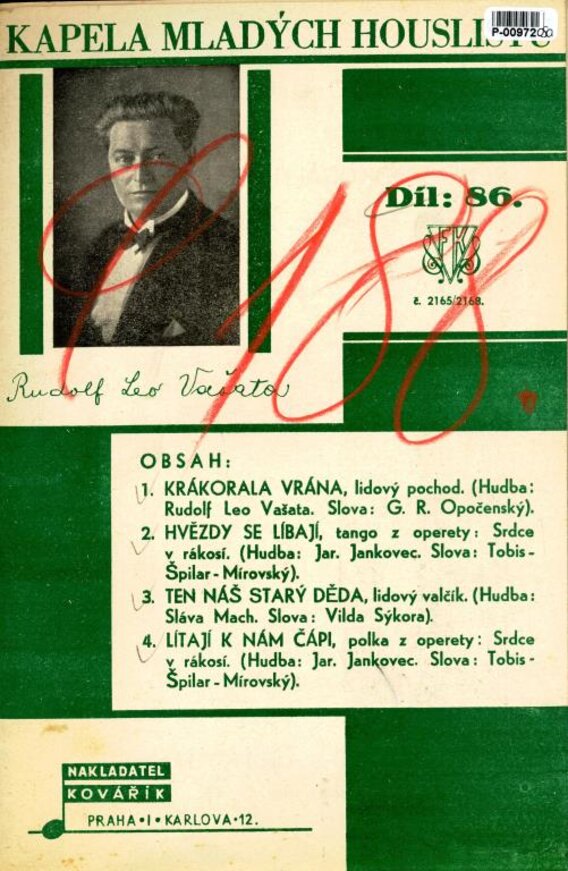 KAPELA MLADÝCH HOUSLISTŮ
P-00972
Díl: 86.
č. 2165/2168.
188
Rudolf Leo Vašata
OBSAH:
1. KRÁKORALA VRÁNA, lidový pochod. (Hudba:
Rudolf Leo Vašata. Slova: G. R. Opočenský).
2. HVĚZDY SE LÍBAJÍ, tango z operety: Srdce
v rákosí. (Hudba: Jar. Jankovec. Slova: Tobis-
Špilar-Mírovský).
3. TEN NÁŠ STARÝ DĚDA, lidový valčík. (Hudba:
Sláva Mach. Slova: Vilda Sýkora).
4. LÍTAJÍ K NÁM ČÁPI, polka z operety: Srdce
v rákosí. (Hudba: Jar. Jankovec. Slova: Tobis-
Špilar-Mírovský).
NAKLADATEL
KOVÁŘÍK
PRAHA•I•KARLOVA•12.